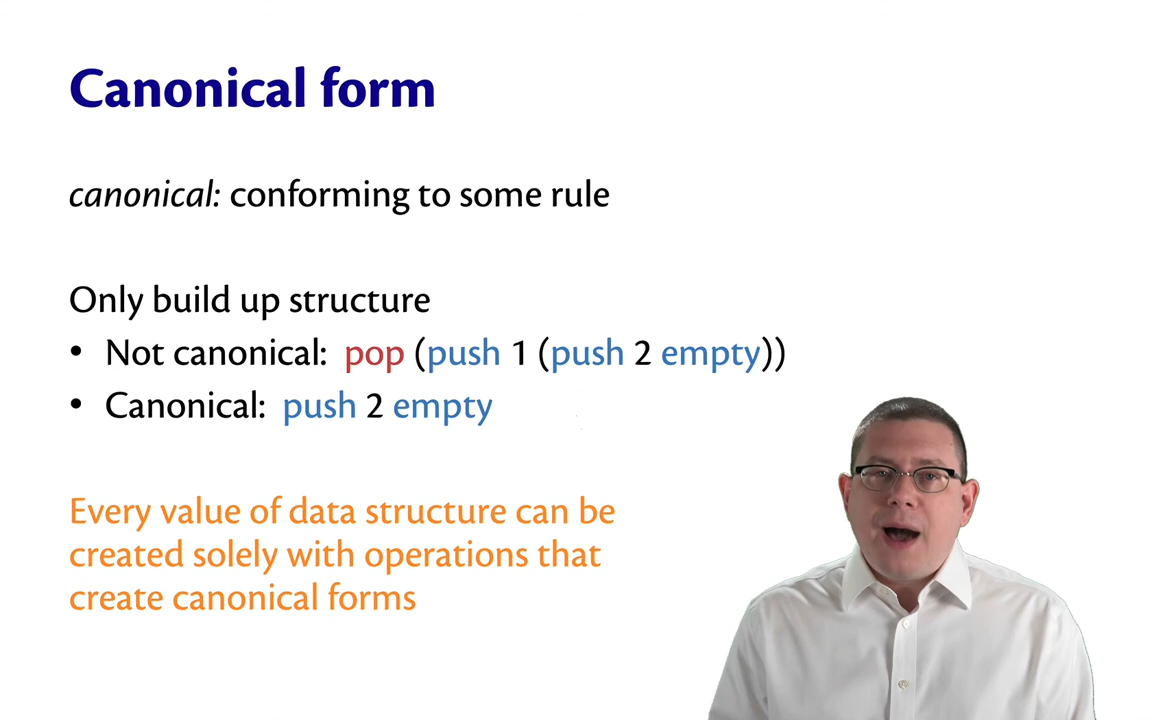 Canonical form
canonical: conforming to some rule
Only build up structure
• Not canonical: pop (push 1 (push 2 empty))
• Canonical: push 2 empty
Every value of data structure can be
created solely with operations that
create canonical forms